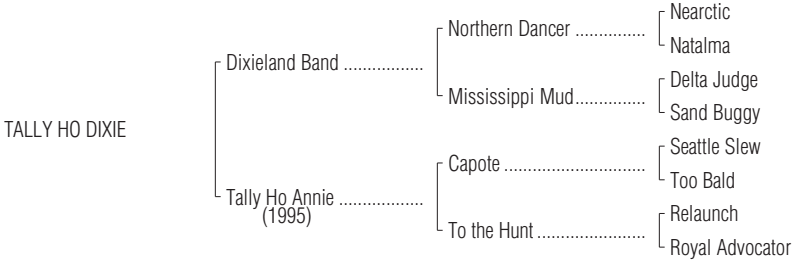 Nearctic
Northern Dancer ...............
Natalma
Dixieland Band .................
Delta Judge
Mississippi Mud...............
Sand Buggy
TALLY HO DIXIE
Seattle Slew
Capote ..............................
Too Bald
Tally Ho Annie ..................
(1995)
Relaunch
To the Hunt .......................
Royal Advocator